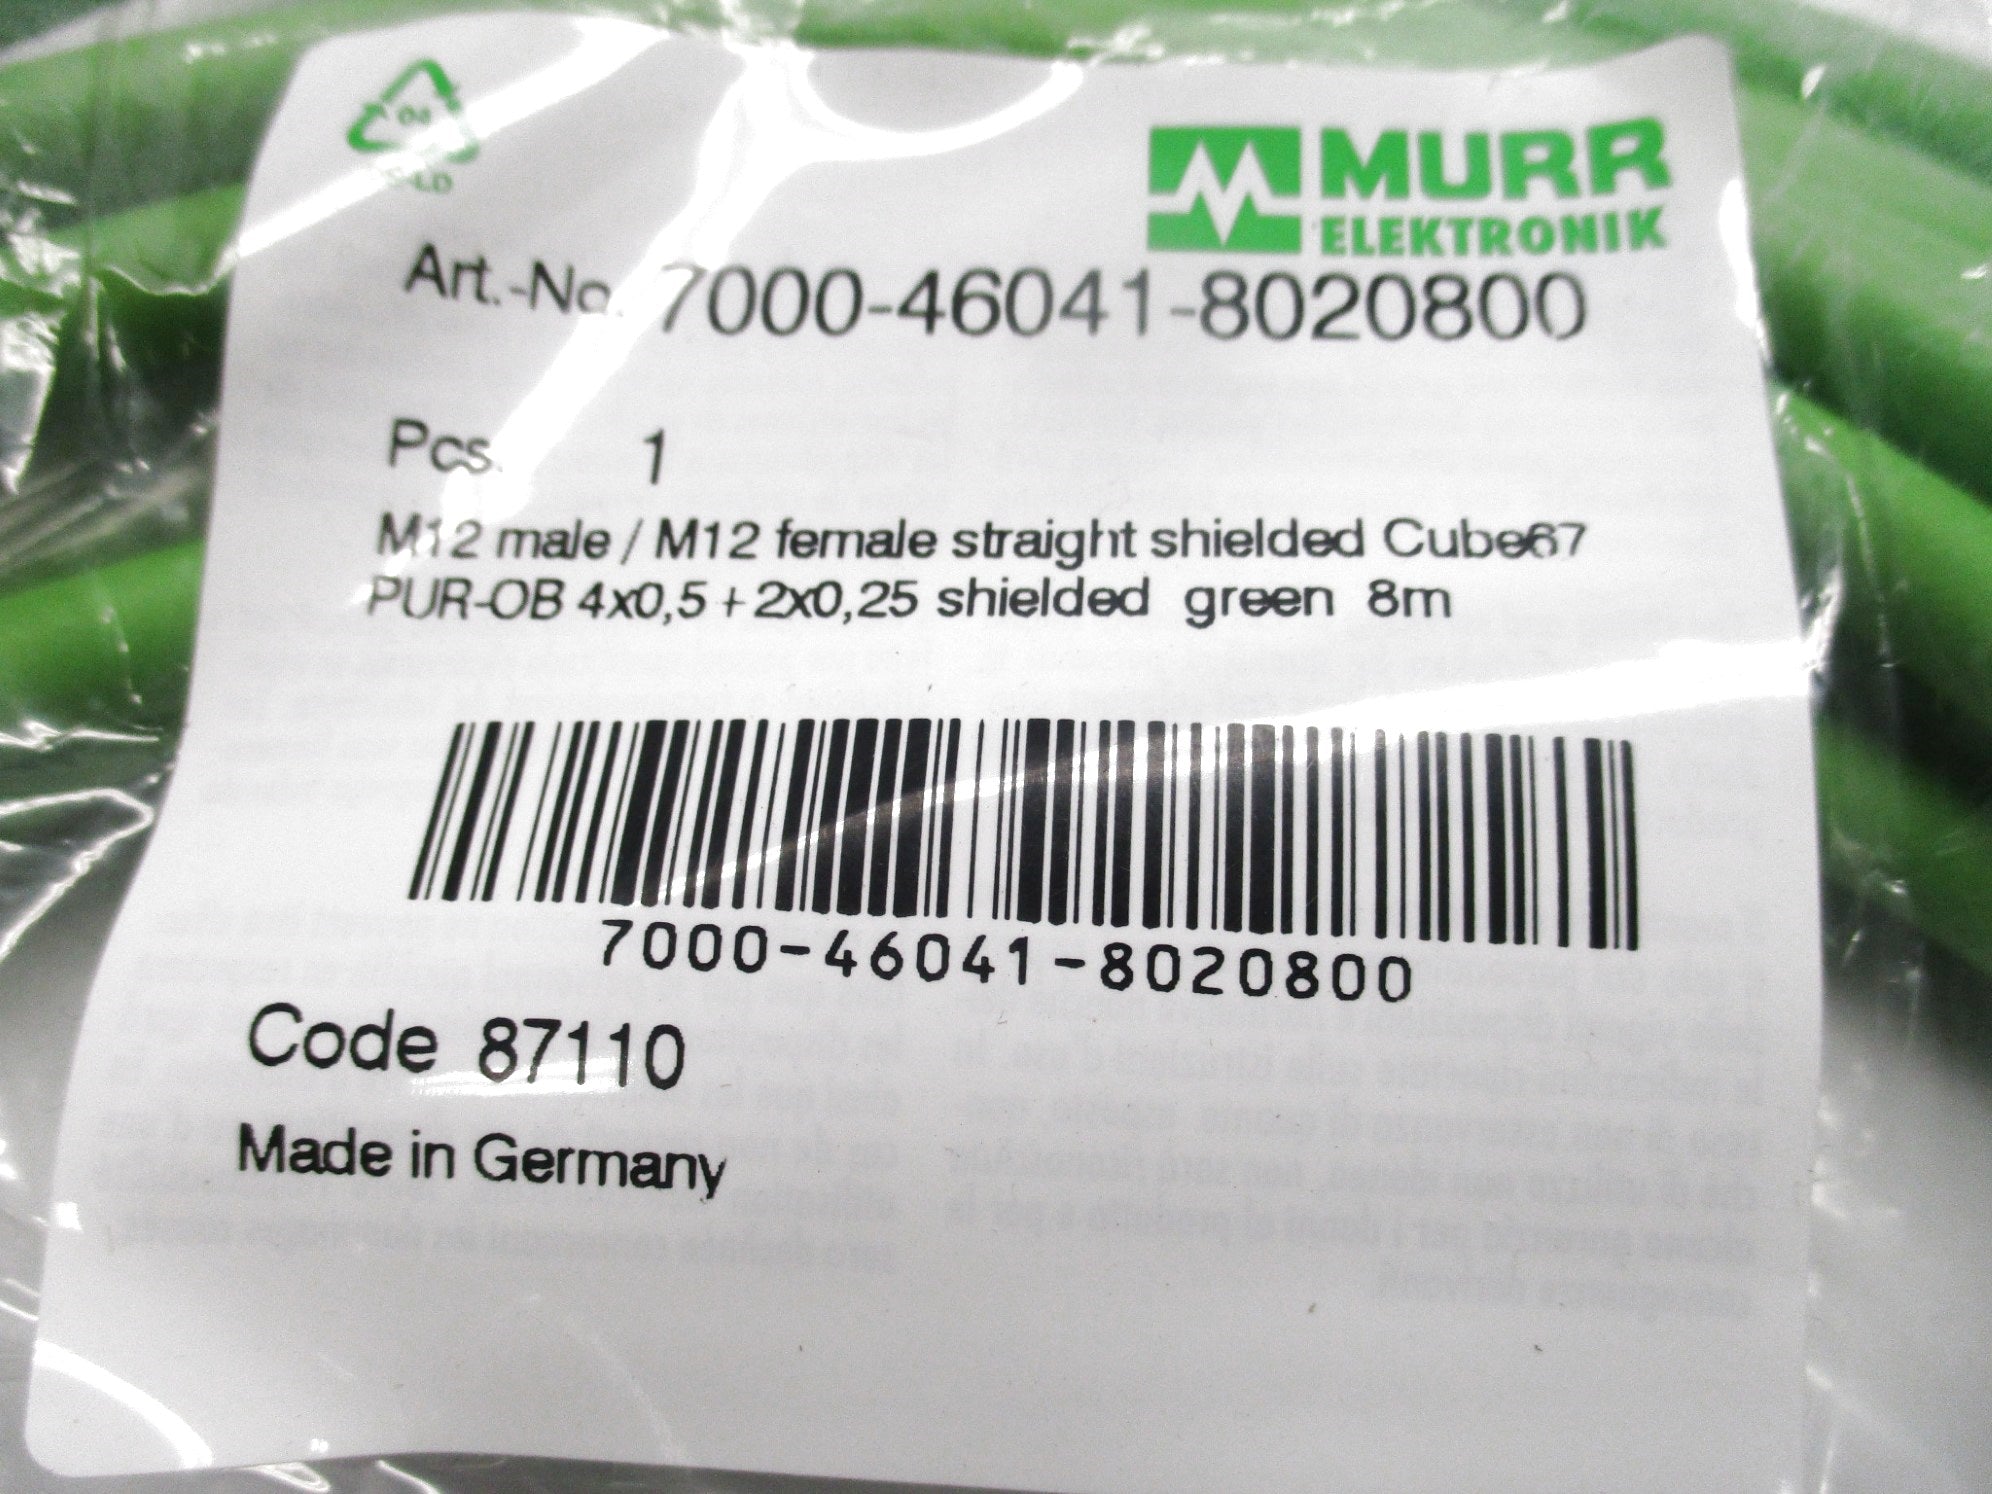 04
MURR
ELEKTRONIK
Art.-No. 7000-46041-8020800
Pcs. 1
M12 male / M12 female straight shielded Cube67
PUR-OB 4x0,5 + 2x0,25 shielded green 8m
7000-46041-8020800
Code 87110
Made in Germany